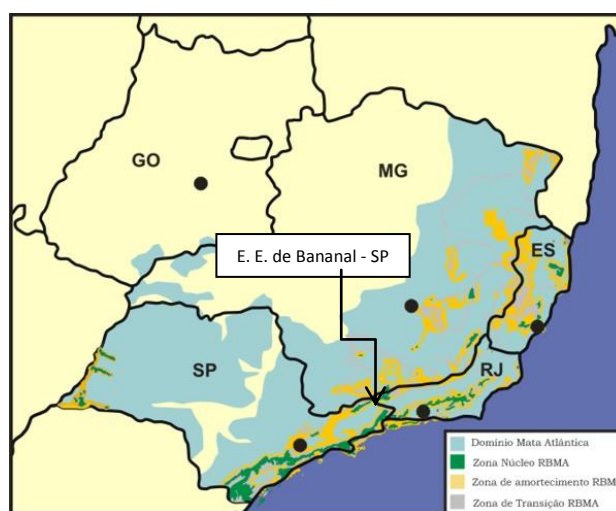 GO
MG
E. E. de Bananal - SP
ES
SP
RJ
Domínio Mata Atlântica
Zona Núcleo RBMA
Zona de amortecimento RBM
Zona de Transição RBMA